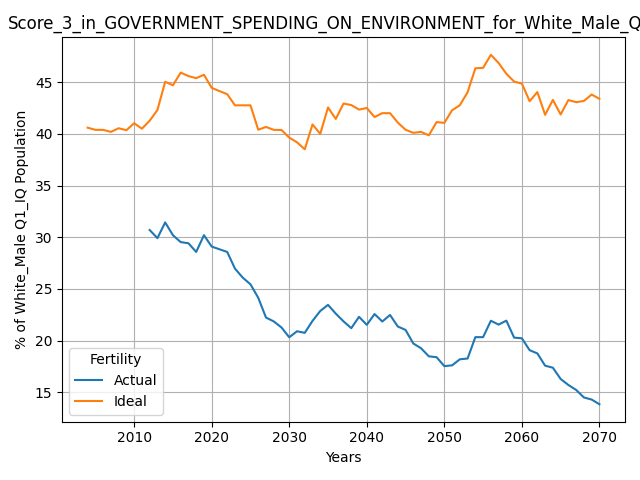 Score_3_in_GOVERNMENT_SPENDING_ON_ENVIRONMENT_for_White_Male_Q
% of White_Male Q1_IQ Population
45
40
35
30
25
20
15
Fertility
Actual
Ideal
2010 2020 2030 2040 2050 2060 2070
Years